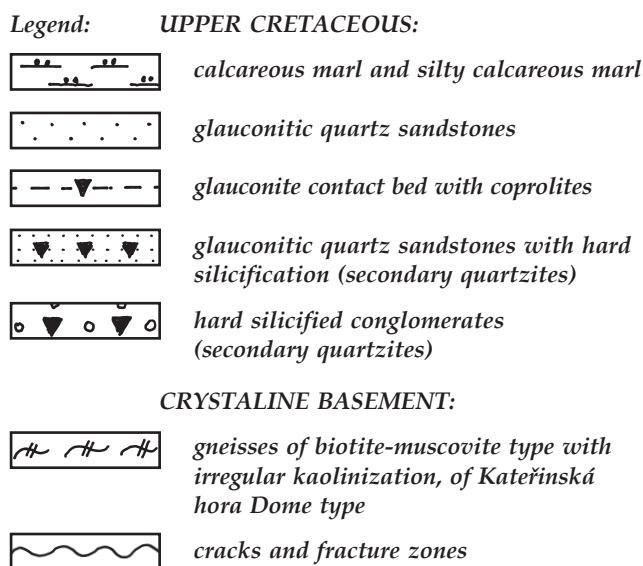 Legend: UPPER CRETACEOUS:
calcareous marl and silty calcareous marl
glauconitic quartz sandstones
glauconite contact bed with coprolites
glauconitic quartz sandstones with hard
silicification (secondary quartzites)
hard silicified conglomerates
(secondary quartzites)
CRYSTALINE BASEMENT:
gneisses of biotite-muscovite type with
irregular kaolinization, of Kateřinská
hora Dome type
cracks and fracture zones